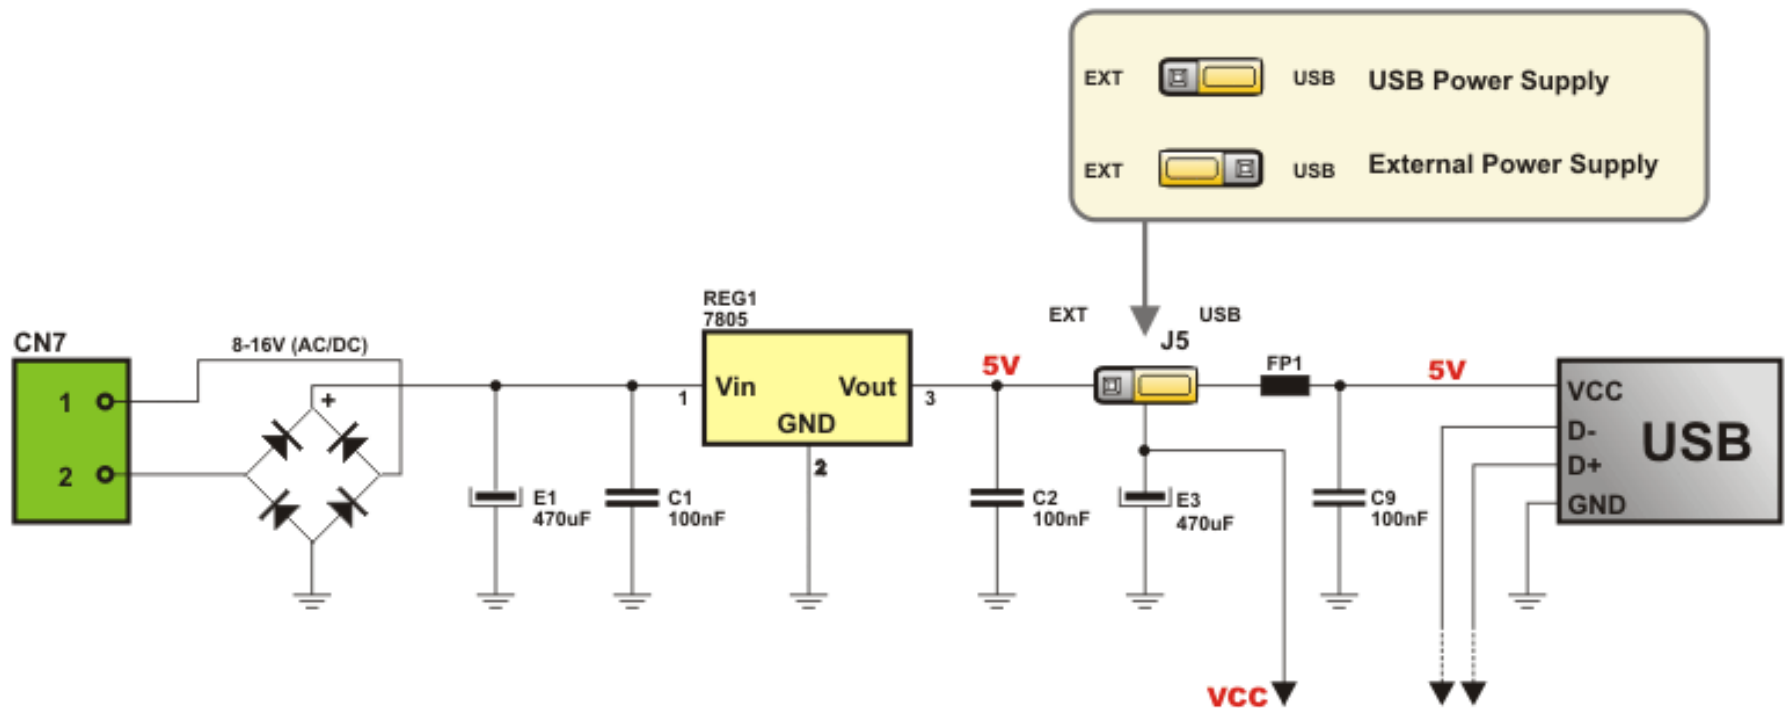 EXT USB USB Power Supply
EXT USB External Power Supply
REG1
7805
EXT USB
J5
CN7
8-16V (AC/DC)
5V
FP1
5V
1
2
+
1
Vin Vout
GND
3
2
VCC
D-
D+
GND
USB
E1
470uF
C1
100nF
C2
100nF
E3
470uF
C9
100nF
VCC